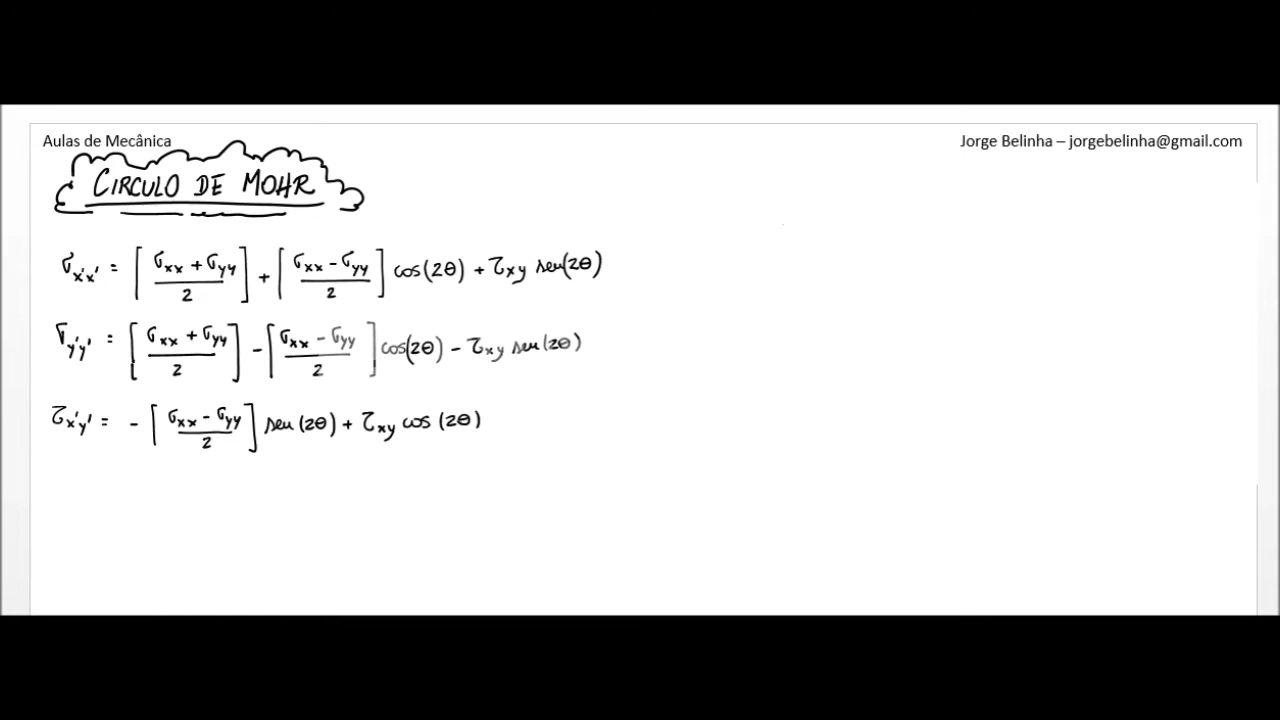 Aulas de Mecânica
Jorge Belinha – jorgebelinha@gmail.com
CIRCULO DE MOHR
σx'x' = [σxx + σyy / 2] + [σxx - σyy / 2] cos(2θ) + τxy sen(2θ)
σy'y' = [σxx + σyy / 2] - [σxx - σyy / 2] cos(2θ) - τxy sen(2θ)
τx'y' = - [σxx - σyy / 2] sen(2θ) + τxy cos(2θ)